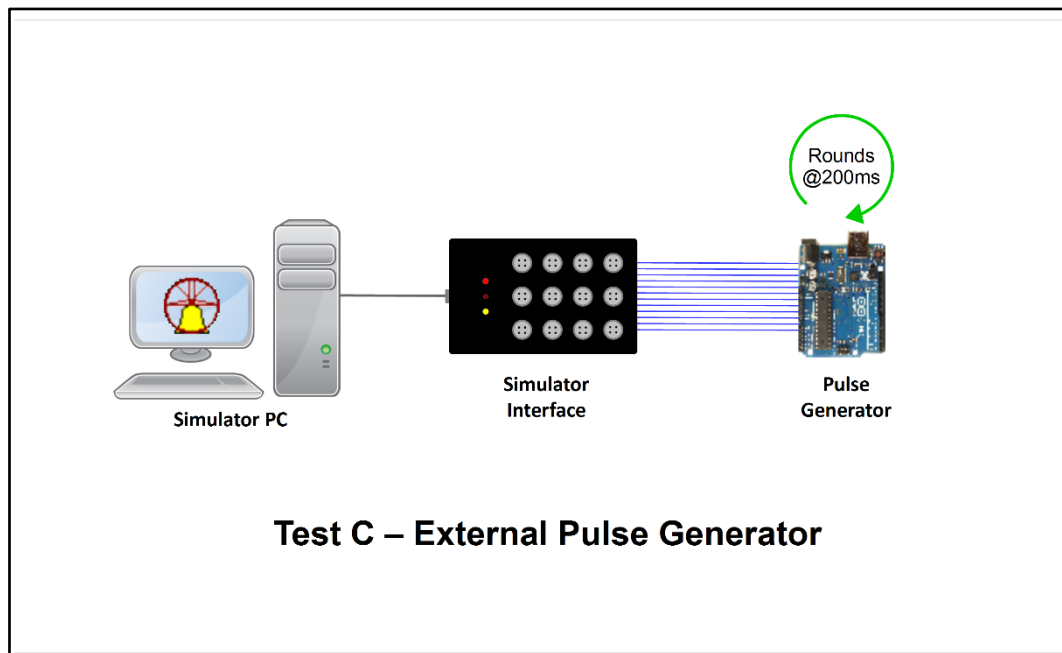 Rounds
@200ms
Simulator PC
Simulator
Interface
Pulse
Generator
Test C – External Pulse Generator